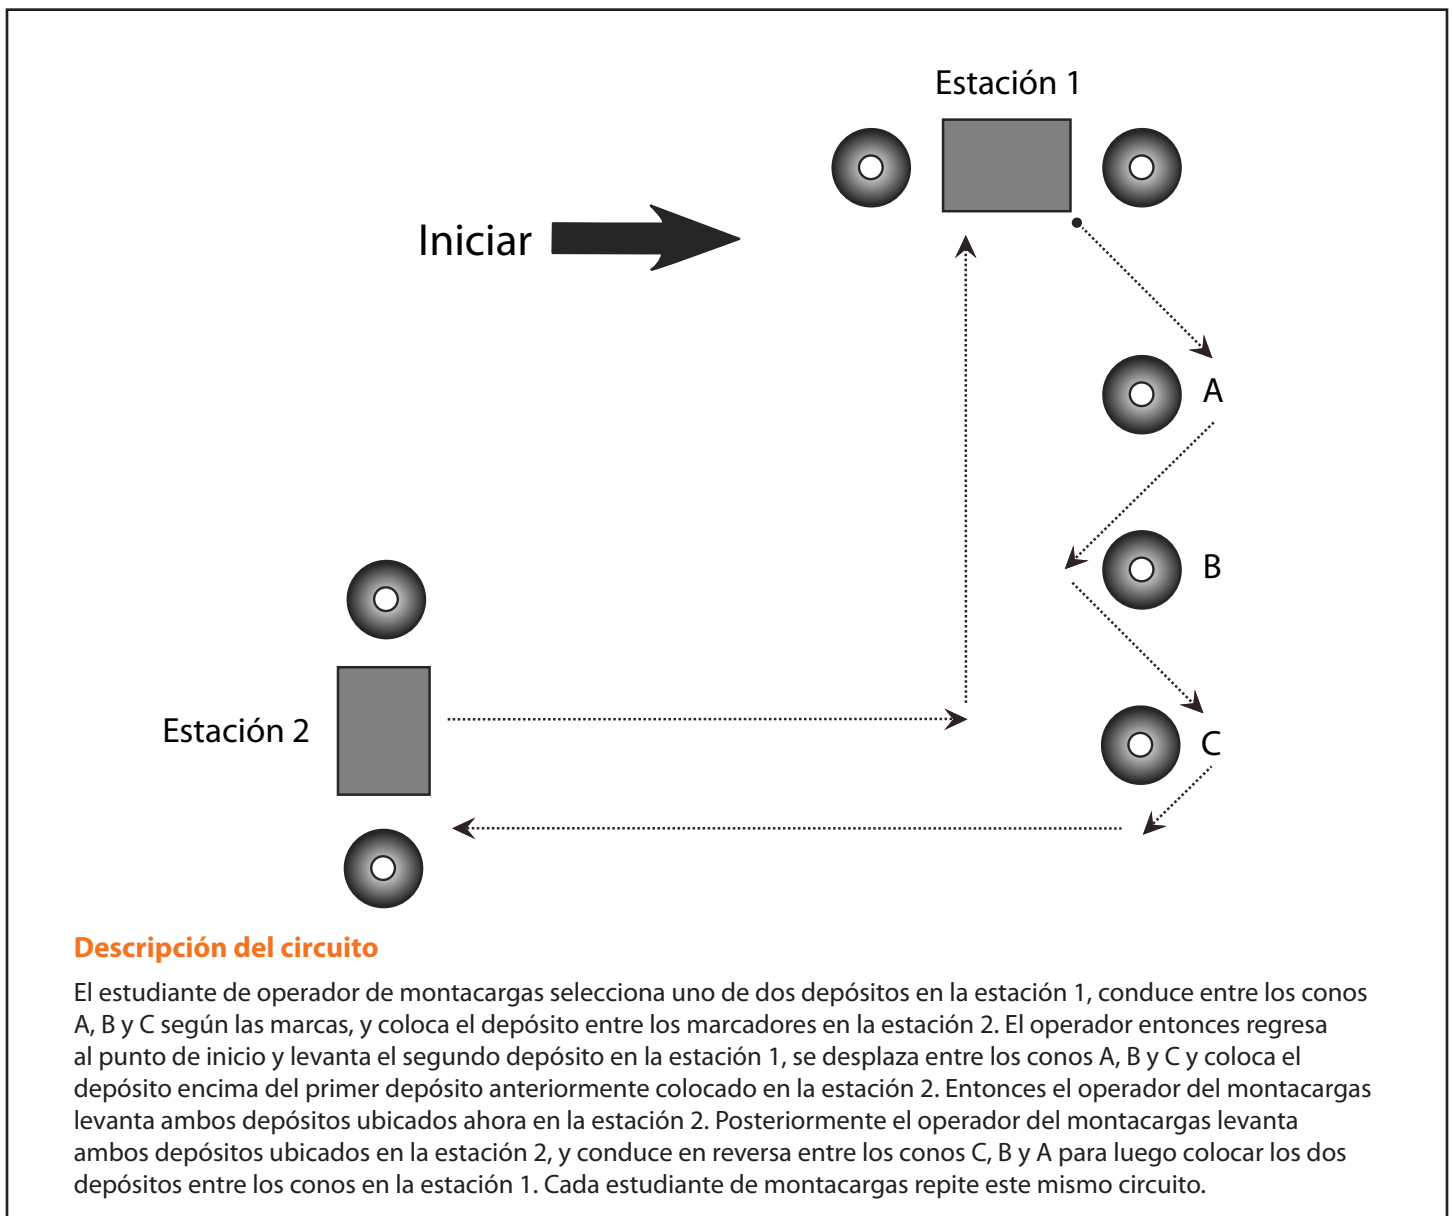 Estación 1
Iniciar
A
B
Estación 2
C
Descripción del circuito
El estudiante de operador de montacargas selecciona uno de dos depósitos en la estación 1, conduce entre los conos
A, B y C según las marcas, y coloca el depósito entre los marcadores en la estación 2. El operador entonces regresa
al punto de inicio y levanta el segundo depósito en la estación 1, se desplaza entre los conos A, B y C y coloca el
depósito encima del primer depósito anteriormente colocado en la estación 2. Entonces el operador del montacargas
levanta ambos depósitos ubicados ahora en la estación 2. Posteriormente el operador del montacargas levanta
ambos depósitos ubicados en la estación 2, y conduce en reversa entre los conos C, B y A para luego colocar los dos
depósitos entre los conos en la estación 1. Cada estudiante de montacargas repite este mismo circuito.